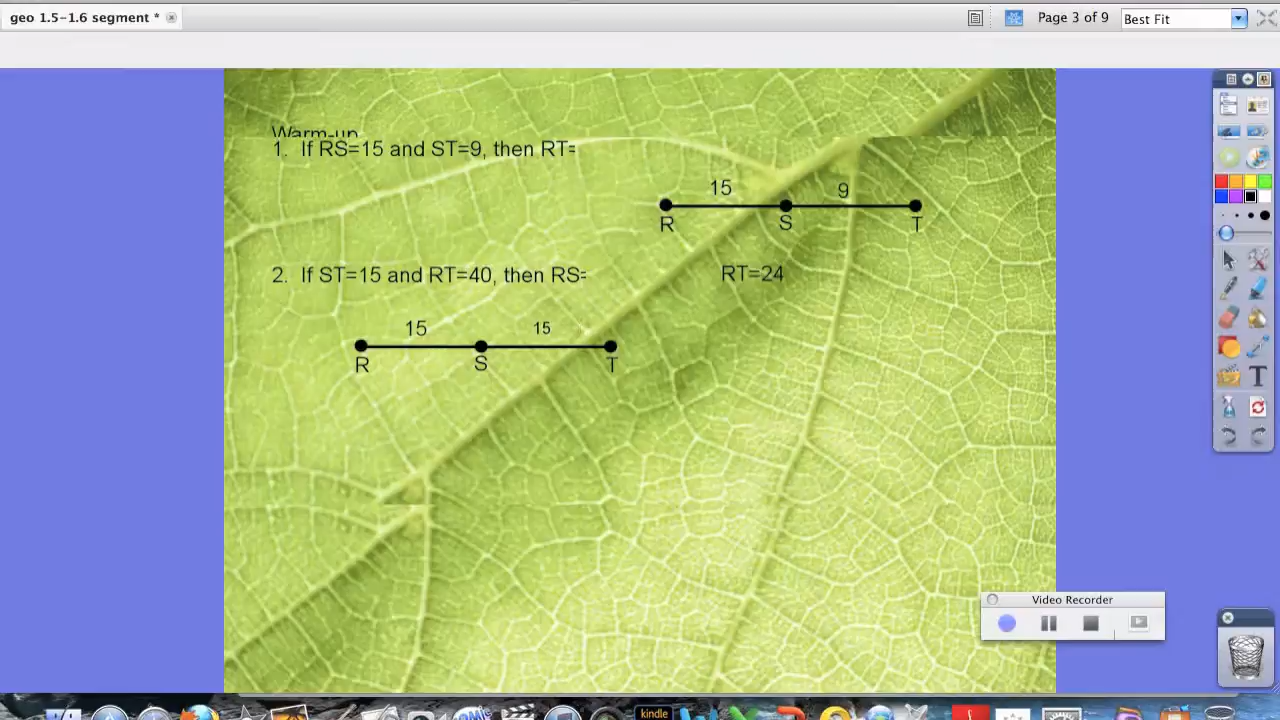 geo 1.5-1.6 segment *
Page 3 of 9
Best Fit
Warm-up
1. If RS=15 and ST=9, then RT=
15
9
R
S
T
2. If ST=15 and RT=40, then RS=
RT=24
15
15
R
S
T
Video Recorder
T
kindle